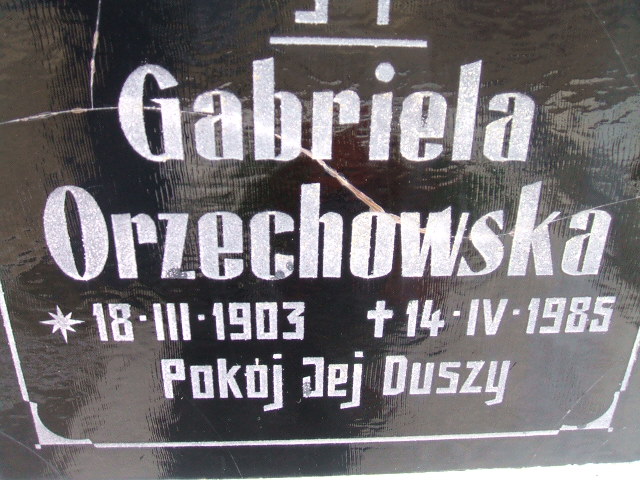 Gabriela
Orzechowska
18·III·1903 14·IV·1985
Pokój Jej Duszy